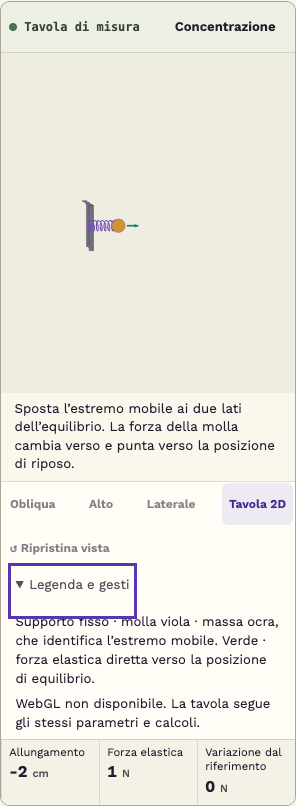 Tavola di misura
Concentrazione
Sposta l’estremo mobile ai due lati
dell’equilibrio. La forza della molla
cambia verso e punta verso la posizione
di riposo.
Obliqua
Alto
Laterale
Tavola 2D
↺ Ripristina vista
▼ Legenda e gesti
Supporto fisso · molla viola · massa ocra,
che identifica l’estremo mobile. Verde ·
forza elastica diretta verso la posizione
di equilibrio.
WebGL non disponibile. La tavola segue
gli stessi parametri e calcoli.
Allungamento
-2 cm
Forza elastica
1 N
Variazione dal
riferimento
0 N